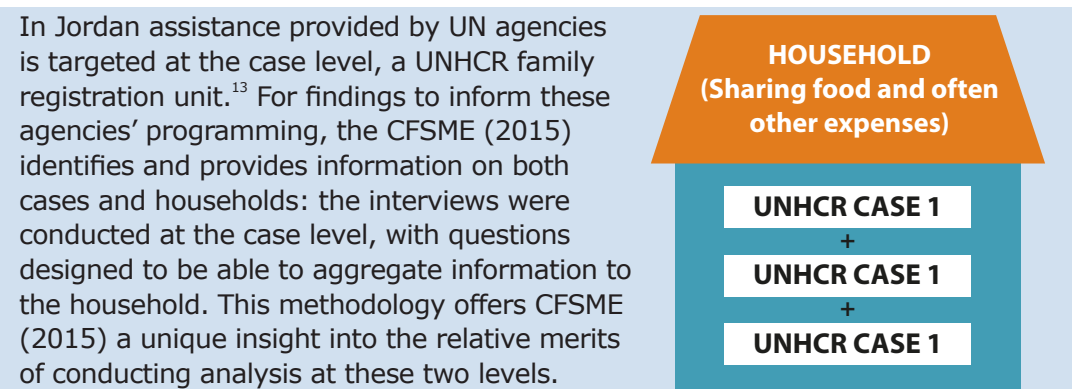 In Jordan assistance provided by UN agencies
is targeted at the case level, a UNHCR family
registration unit.¹³ For findings to inform these
agencies’ programming, the CFSME (2015)
identifies and provides information on both
cases and households: the interviews were
conducted at the case level, with questions
designed to be able to aggregate information to
the household. This methodology offers CFSME
(2015) a unique insight into the relative merits
of conducting analysis at these two levels.
HOUSEHOLD
(Sharing food and often
other expenses)
UNHCR CASE 1
+
UNHCR CASE 1
+
UNHCR CASE 1